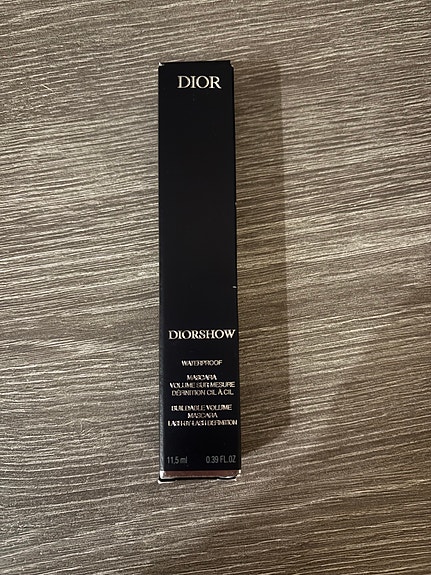 DIOR
DIORSHOW
WATERPROOF
MASCARA
VOLUME SUR MESURE
DÉFINITION CIL À CIL
BUILDABLE VOLUME
MASCARA
LASH-BY-LASH DEFINITION
11,5 ml 0.39 FL.OZ